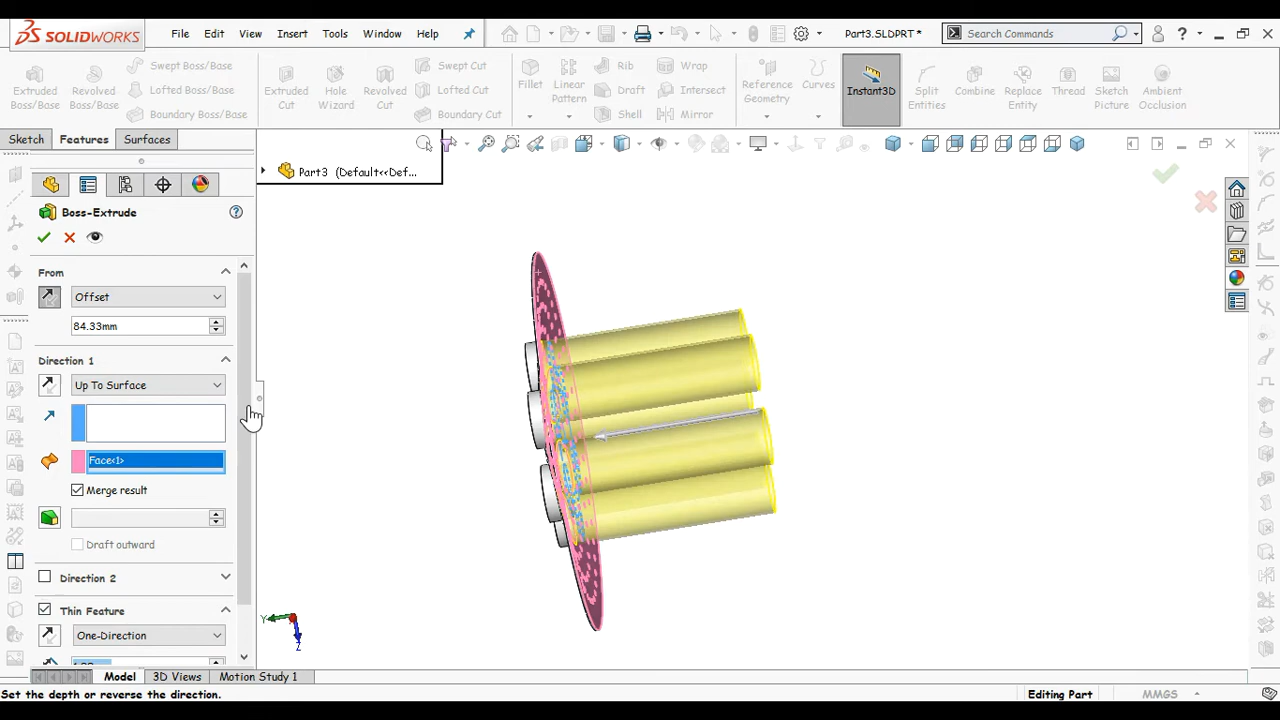 SOLIDWORKS
File Edit View Insert Tools Window Help
Part3.SLDPRT *
Search Commands
Extruded Boss/Base
Revolved Boss/Base
Swept Boss/Base
Lofted Boss/Base
Boundary Boss/Base
Extruded Cut
Hole Wizard
Revolved Cut
Swept Cut
Lofted Cut
Boundary Cut
Fillet
Linear Pattern
Rib
Draft
Shell
Wrap
Intersect
Mirror
Reference Geometry
Curves
Instant3D
Split Entities
Combine
Replace Entity
Thread
Sketch Picture
Ambient Occlusion
Sketch Features Surfaces
Part3 (Default<<Def...
Boss-Extrude
From
Offset
84.33mm
Direction 1
Up To Surface
Face<1>
Merge result
Draft outward
Direction 2
Thin Feature
One-Direction
Y
Z
Model 3D Views Motion Study 1
Set the depth or reverse the direction.
Editing Part
MMGS